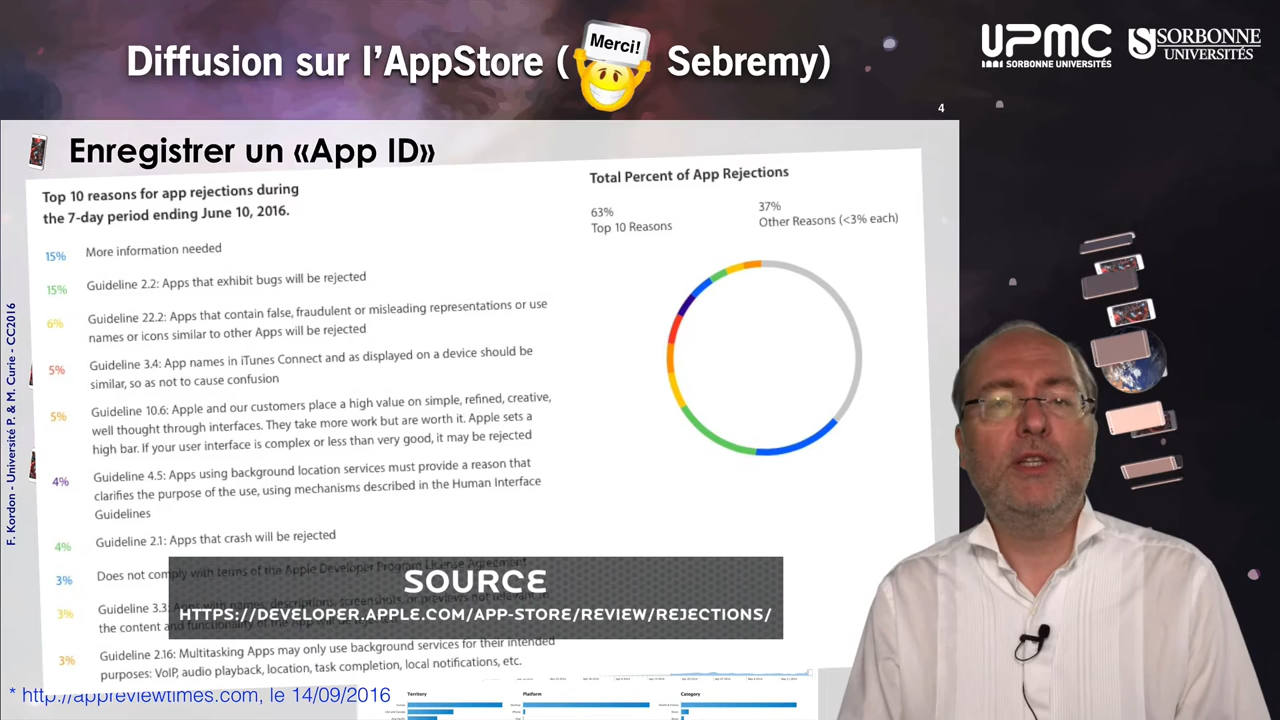 Diffusion sur l'AppStore (
Merci!
Sebremy)
UPMC
SORBONNE UNIVERSITÉS
SORBONNE
UNIVERSITÉS
4
Enregistrer un «App ID»
Top 10 reasons for app rejections during
the 7-day period ending June 10, 2016.
15% More information needed
15% Guideline 2.2: Apps that exhibit bugs will be rejected
6% Guideline 22.2: Apps that contain false, fraudulent or misleading representations or use
names or icons similar to other Apps will be rejected
5% Guideline 3.4: App names in iTunes Connect and as displayed on a device should be
similar, so as not to cause confusion
5% Guideline 10.6: Apple and our customers place a high value on simple, refined, creative,
well thought through interfaces. They take more work but are worth it. Apple sets a
high bar. If your user interface is complex or less than very good, it may be rejected
4% Guideline 4.5: Apps using background location services must provide a reason that
clarifies the purpose of the use, using mechanisms described in the Human Interface
Guidelines
4% Guideline 2.1: Apps that crash will be rejected
3% Does not comply with terms of the Apple Developer Program License Agreement
3% Guideline 3.3: Apps with names, descriptions, screenshots, or previews not relevant to
the content and functionality of the App
3% Guideline 2.16: Multitasking Apps may only use background services for their intended
purposes: VoIP, audio playback, location, task completion, local notifications, etc.
Total Percent of App Rejections
63%
Top 10 Reasons
37%
Other Reasons (<3% each)
SOURCE
HTTPS://DEVELOPER.APPLE.COM/APP-STORE/REVIEW/REJECTIONS/
* http://appreviewtimes.com, le 14/09/2016
Territory
Platform
Category
F. Kordon - Université P. & M. Curie - CC2016